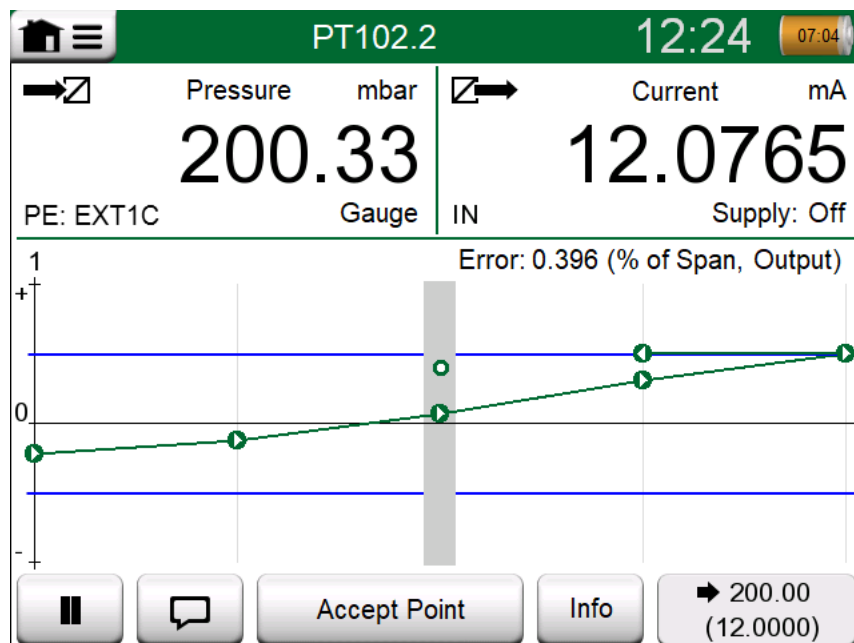 PT102.2 12:24 07:04
Pressure mbar
200.33
PE: EXT1C Gauge
Current mA
12.0765
IN Supply: Off
Error: 0.396 (% of Span, Output)
1
+
0
-
Accept Point
Info
200.00
(12.0000)